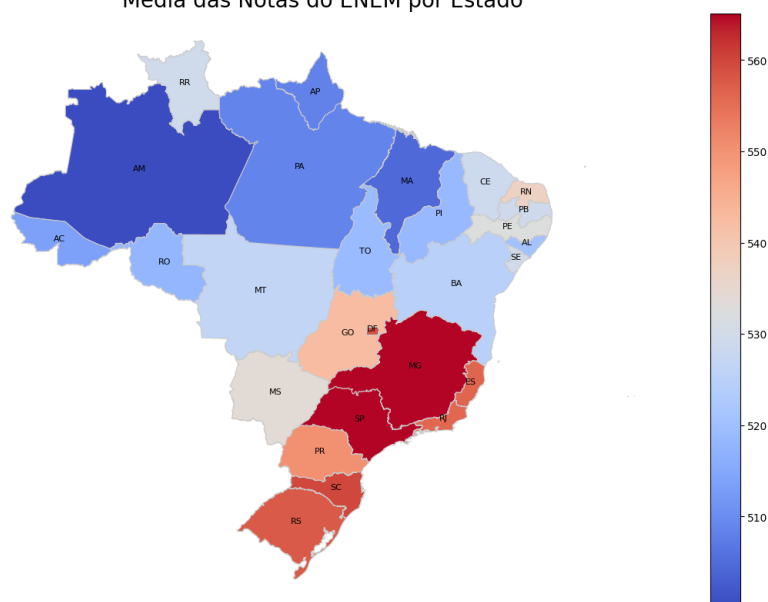 Média das Notas do ENEM por Estado
RR
AP
AM
PA
MA
CE
RN
PB
PI
PE
AL
SE
AC
RO
TO
BA
MT
GO
DF
MG
ES
MS
SP
RJ
PR
SC
RS
560
550
540
530
520
510